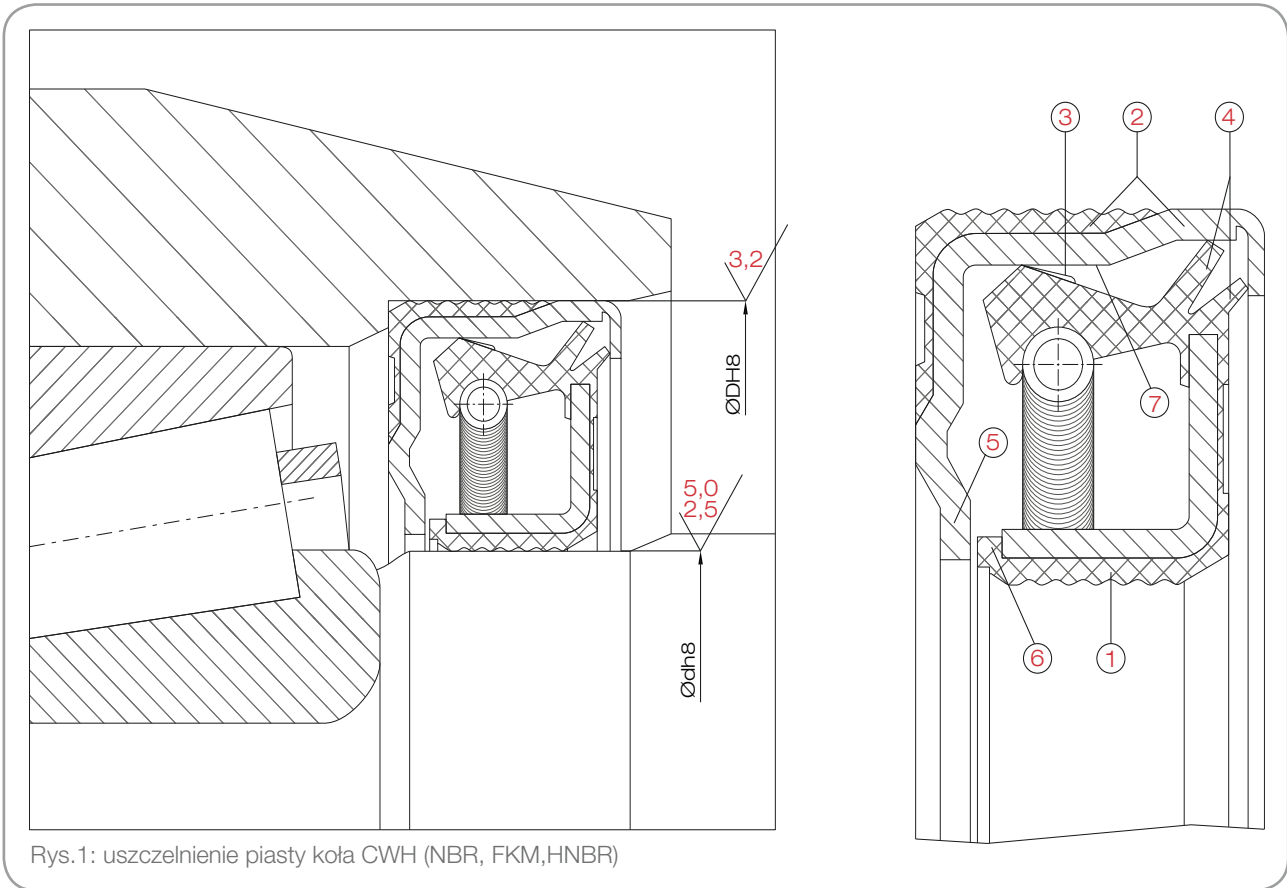 3 2 4
3,2
ØDH8
7
5
5,0
2,5
Ødh8
6 1
Rys.1: uszczelnienie piasty koła CWH (NBR, FKM,HNBR)